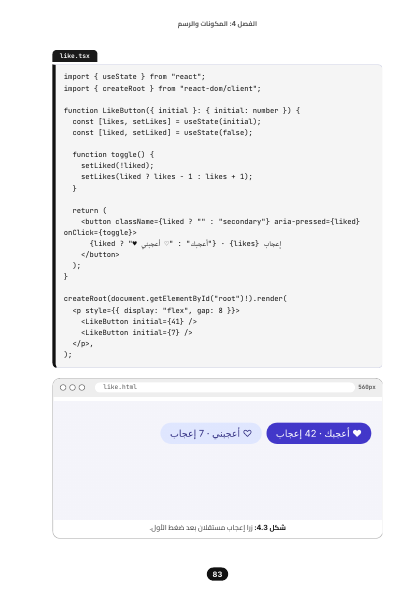 الفصل 4: المكونات والرسم
like.tsx
import { useState } from "react";
import { createRoot } from "react-dom/client";
function LikeButton({ initial }: { initial: number }) {
const [likes, setLikes] = useState(initial);
const [liked, setLiked] = useState(false);
function toggle() {
setLiked(!liked);
setLikes(liked ? likes - 1 : likes + 1);
}
return (
<button className={liked ? "" : "secondary"} aria-pressed={liked}
onClick={toggle}>
{liked ? "♥ أعجبك" : "♡ أعجبني"} · {likes} إعجاب
</button>
);
}
createRoot(document.getElementById("root")!).render(
<p style={{ display: "flex", gap: 8 }}>
<LikeButton initial={41} />
<LikeButton initial={7} />
</p>,
);
like.html 560px
♥ أعجبك · 42 إعجاب
♡ أعجبني · 7 إعجاب
شكل 4.3: زرا إعجاب مستقلان بعد ضغط الأول.
83